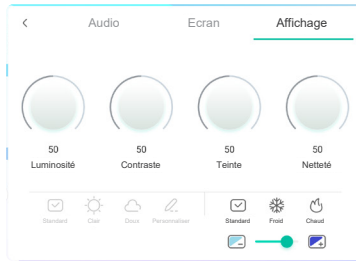 Audio Ecran Affichage
50 50 50 50
Luminosité Contraste Teinte Netteté
Standard Clair Doux Personnaliser Standard Froid Chaud